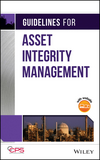 GUIDELINES FOR
ASSET
INTEGRITY
MANAGEMENT
CCPS
WILEY